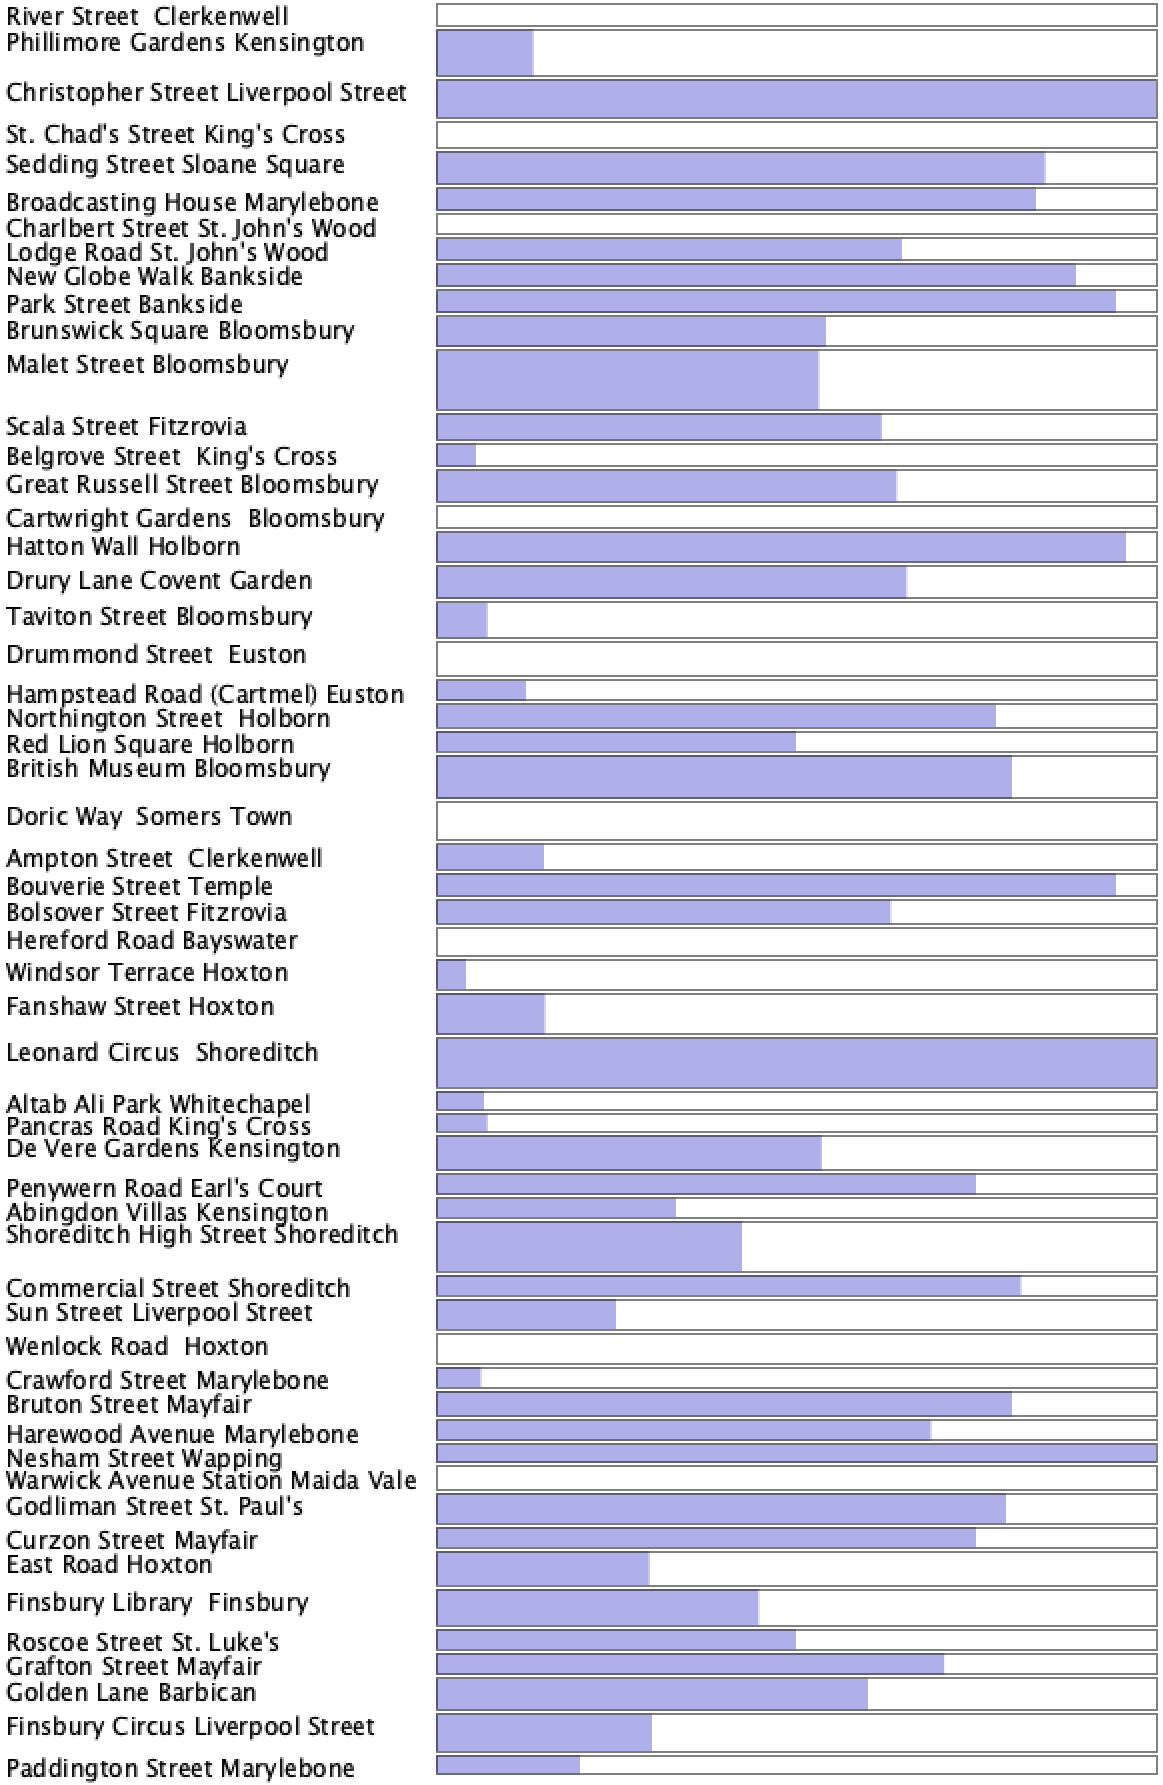 River Street  Clerkenwell
Phillimore Gardens Kensington
Christopher Street Liverpool Street
St. Chad's Street King's Cross
Sedding Street Sloane Square
Broadcasting House Marylebone
Charlbert Street St. John's Wood
Lodge Road St. John's Wood
New Globe Walk Bankside
Park Street Bankside
Brunswick Square Bloomsbury
Malet Street Bloomsbury
Scala Street Fitzrovia
Belgrove Street  King's Cross
Great Russell Street Bloomsbury
Cartwright Gardens  Bloomsbury
Hatton Wall Holborn
Drury Lane Covent Garden
Taviton Street Bloomsbury
Drummond Street  Euston
Hampstead Road (Cartmel) Euston
Northington Street  Holborn
Red Lion Square Holborn
British Museum Bloomsbury
Doric Way  Somers Town
Ampton Street  Clerkenwell
Bouverie Street Temple
Bolsover Street Fitzrovia
Hereford Road Bayswater
Windsor Terrace Hoxton
Fanshaw Street Hoxton
Leonard Circus  Shoreditch
Altab Ali Park Whitechapel
Pancras Road King's Cross
De Vere Gardens Kensington
Penywern Road Earl's Court
Abingdon Villas Kensington
Shoreditch High Street Shoreditch
Commercial Street Shoreditch
Sun Street Liverpool Street
Wenlock Road  Hoxton
Crawford Street Marylebone
Bruton Street Mayfair
Harewood Avenue Marylebone
Nesham Street Wapping
Warwick Avenue Station Maida Vale
Godliman Street St. Paul's
Curzon Street Mayfair
East Road Hoxton
Finsbury Library  Finsbury
Roscoe Street St. Luke's
Grafton Street Mayfair
Golden Lane Barbican
Finsbury Circus Liverpool Street
Paddington Street Marylebone